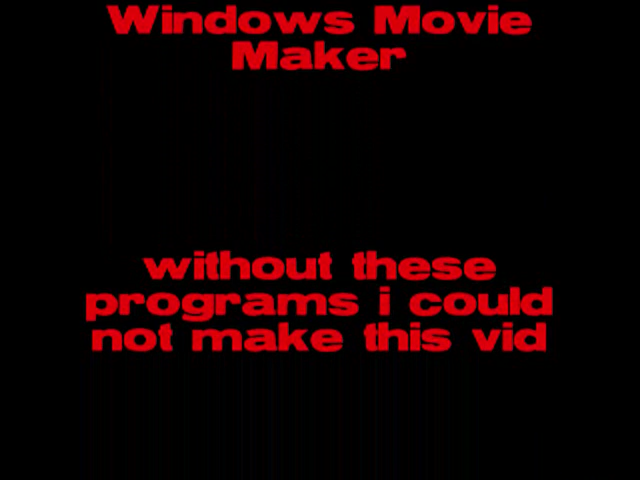 Windows Movie
Maker
without these
programs i could
not make this vid